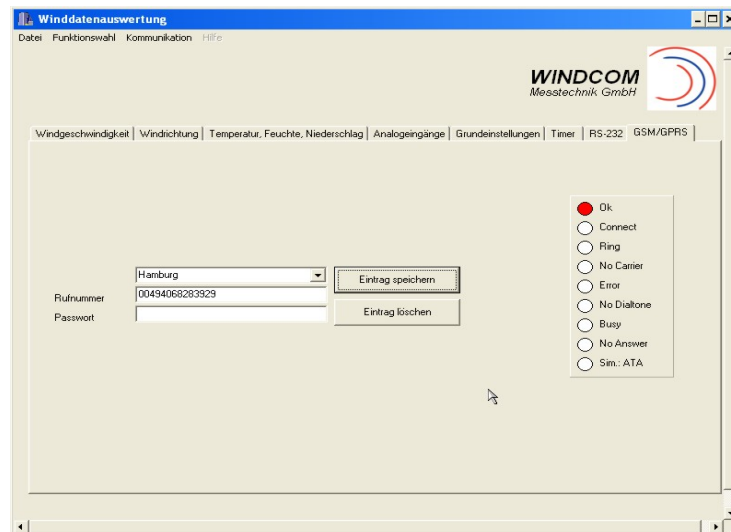 Winddatenauswertung
Datei Funktionswahl Kommunikation Hilfe
WINDCOM
Messtechnik GmbH
Windgeschwindigkeit Windrichtung Temperatur, Feuchte, Niederschlag Analogeingänge Grundeinstellungen Timer RS-232 GSM/GPRS
Hamburg
Rufnummer 00494068283929
Passwort
Eintrag speichern
Eintrag löschen
Ok
Connect
Ring
No Carrier
Error
No Dialtone
Busy
No Answer
Sim.: ATA